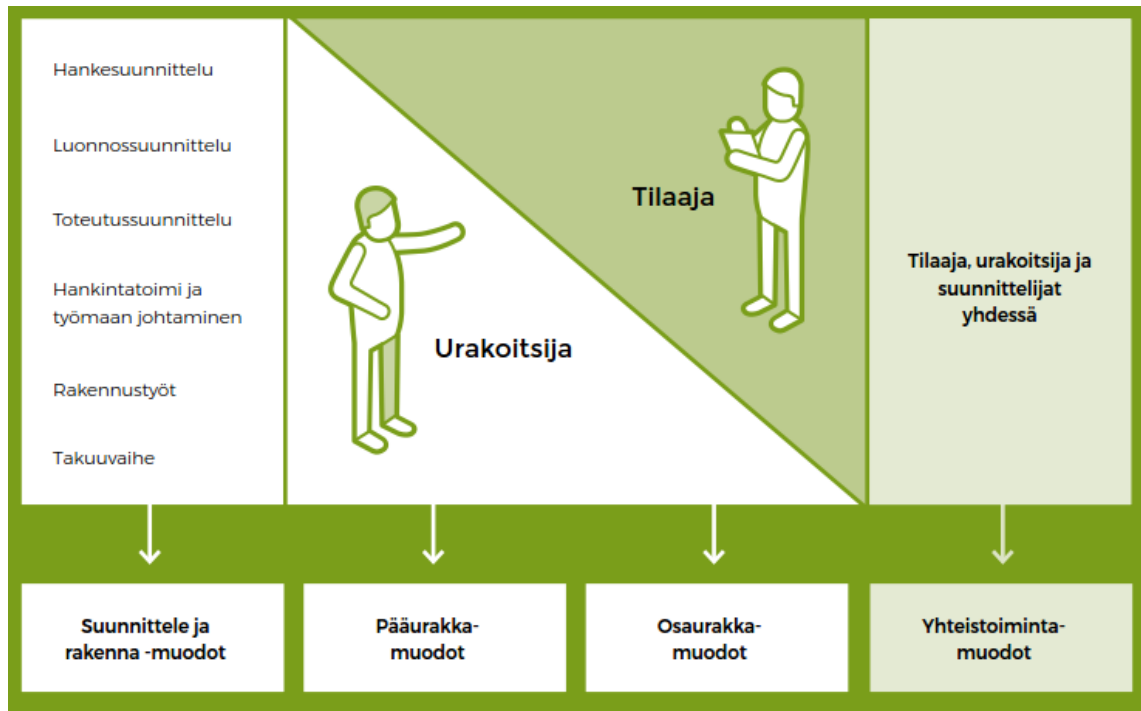 Hankesuunnittelu
Luonnossuunnittelu
Toteutussuunnittelu
Hankintatoimi ja
työmaan johtaminen
Rakennustyöt
Takuuvaihe
Tilaaja
Urakoitsija
Tilaaja, urakoitsija ja
suunnittelijat
yhdessä
Suunnittele ja
rakenna -muodot
Pääurakka-
muodot
Osaurakka-
muodot
Yhteistoiminta-
muodot